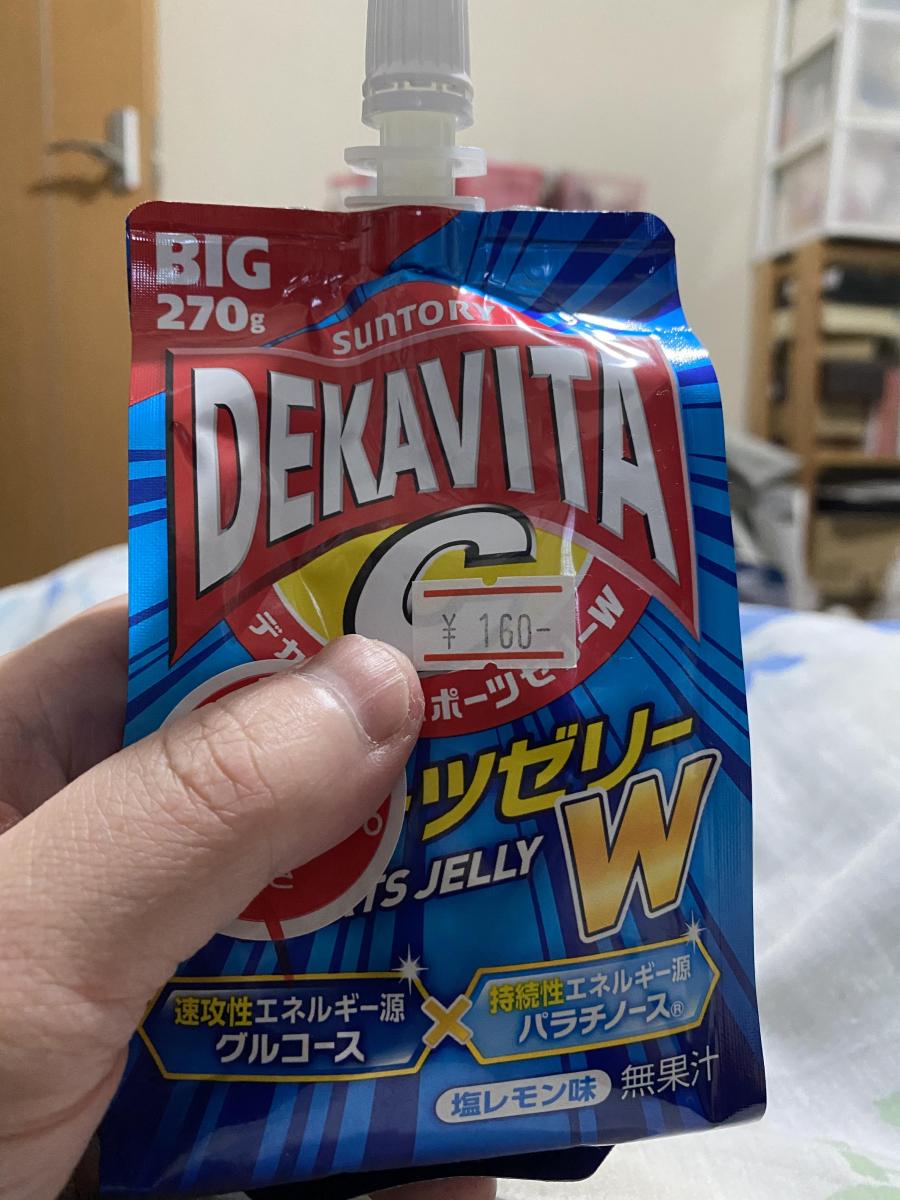 BIG
270g
SUNTORY
DEKAVITA
C
¥ 160-
ツゼリー
W
TS JELLY
速攻性エネルギー源
グルコース
×
持続性エネルギー源
パラチノース®
塩レモン味
無果汁